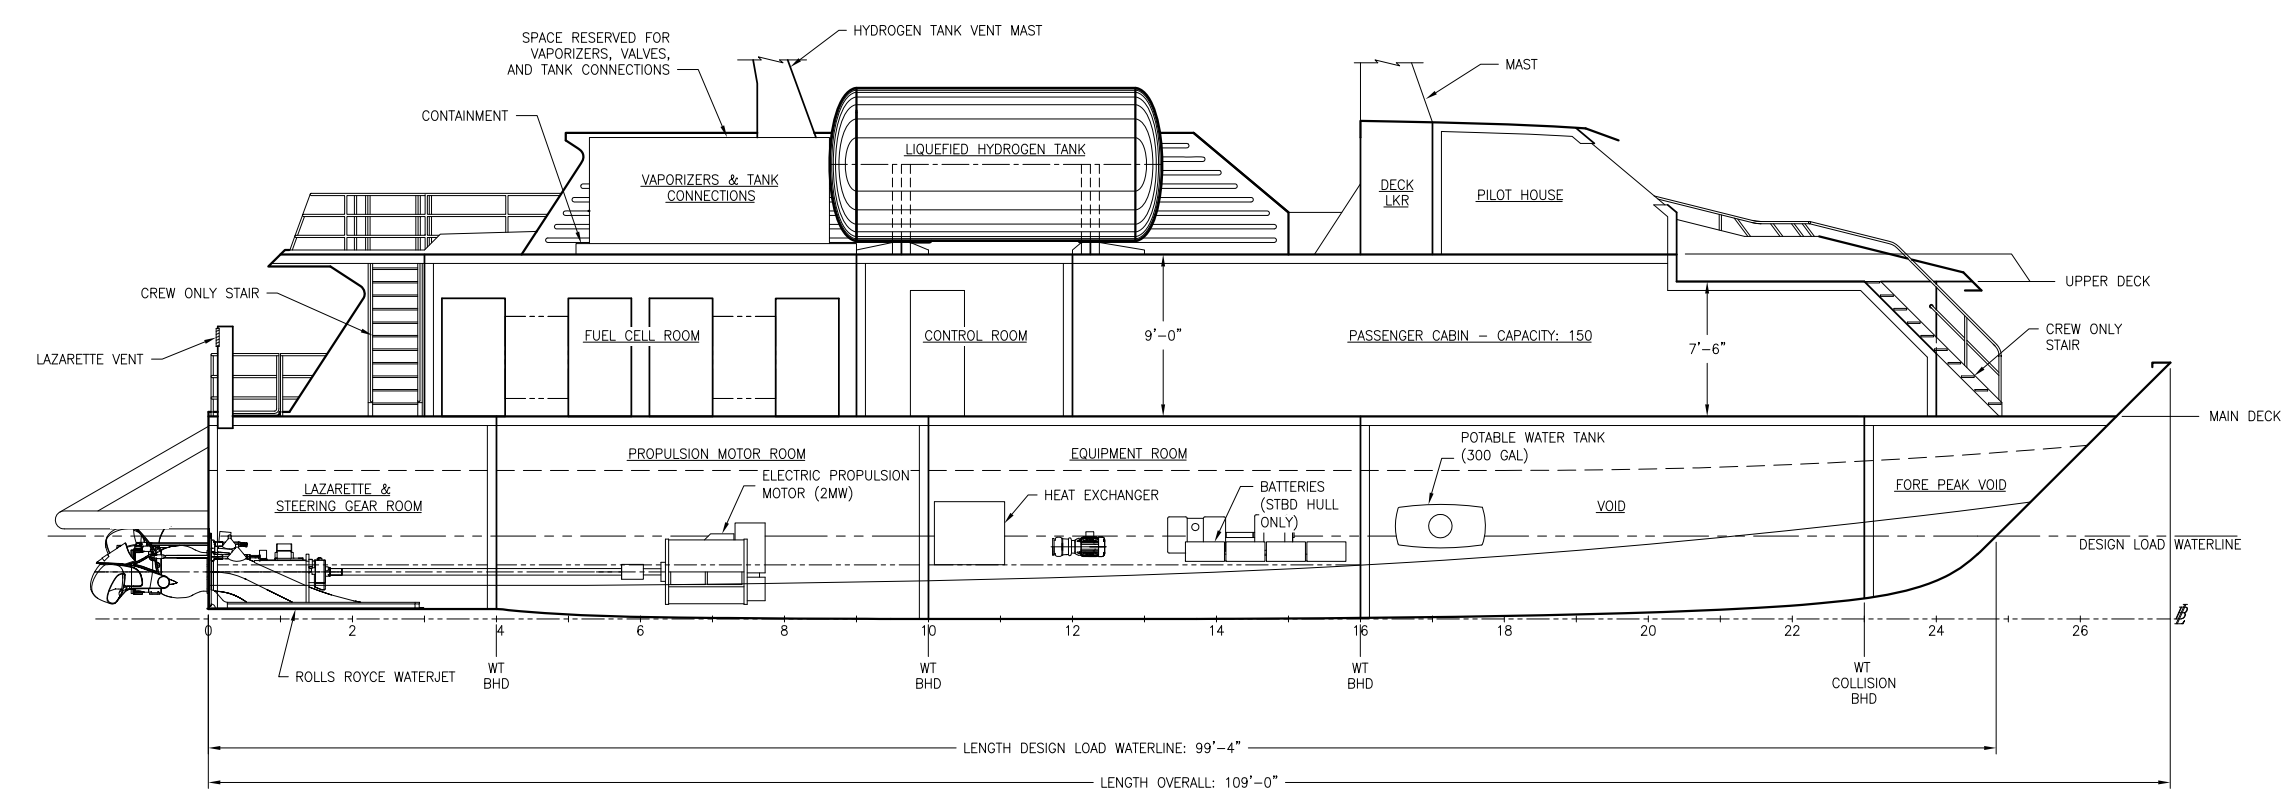 HYDROGEN TANK VENT MAST
SPACE RESERVED FOR
VAPORIZERS, VALVES,
AND TANK CONNECTIONS
MAST
CONTAINMENT
LIQUEFIED HYDROGEN TANK
VAPORIZERS & TANK
CONNECTIONS
DECK
LKR
PILOT HOUSE
UPPER DECK
CREW ONLY STAIR
FUEL CELL ROOM
CONTROL ROOM
9'-0"
PASSENGER CABIN – CAPACITY: 150
7'-6"
CREW ONLY
STAIR
LAZARETTE VENT
MAIN DECK
PROPULSION MOTOR ROOM
EQUIPMENT ROOM
POTABLE WATER TANK
(300 GAL)
ELECTRIC PROPULSION
MOTOR (2MW)
LAZARETTE &
STEERING GEAR ROOM
HEAT EXCHANGER
BATTERIES
(STBD HULL
ONLY)
VOID
FORE PEAK VOID
DESIGN LOAD WATERLINE
0 2 4 6 8 10 12 14 16 18 20 22 24 26
ROLLS ROYCE WATERJET
WT
BHD
WT
BHD
WT
BHD
WT
COLLISION
BHD
LENGTH DESIGN LOAD WATERLINE: 99'-4"
LENGTH OVERALL: 109'-0"